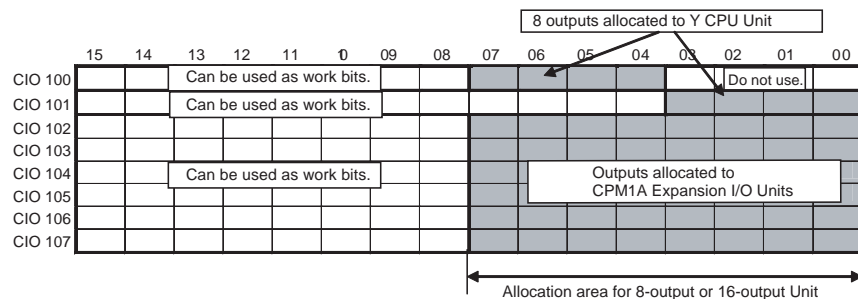 8 outputs allocated to Y CPU Unit
15 14 13 12 11 10 09 08 07 06 05 04 03 02 01 00
CIO 100 Can be used as work bits. Do not use.
CIO 101 Can be used as work bits.
CIO 102
CIO 103
CIO 104 Can be used as work bits. Outputs allocated to
CIO 105 CPM1A Expansion I/O Units
CIO 106
CIO 107
Allocation area for 8-output or 16-output Unit